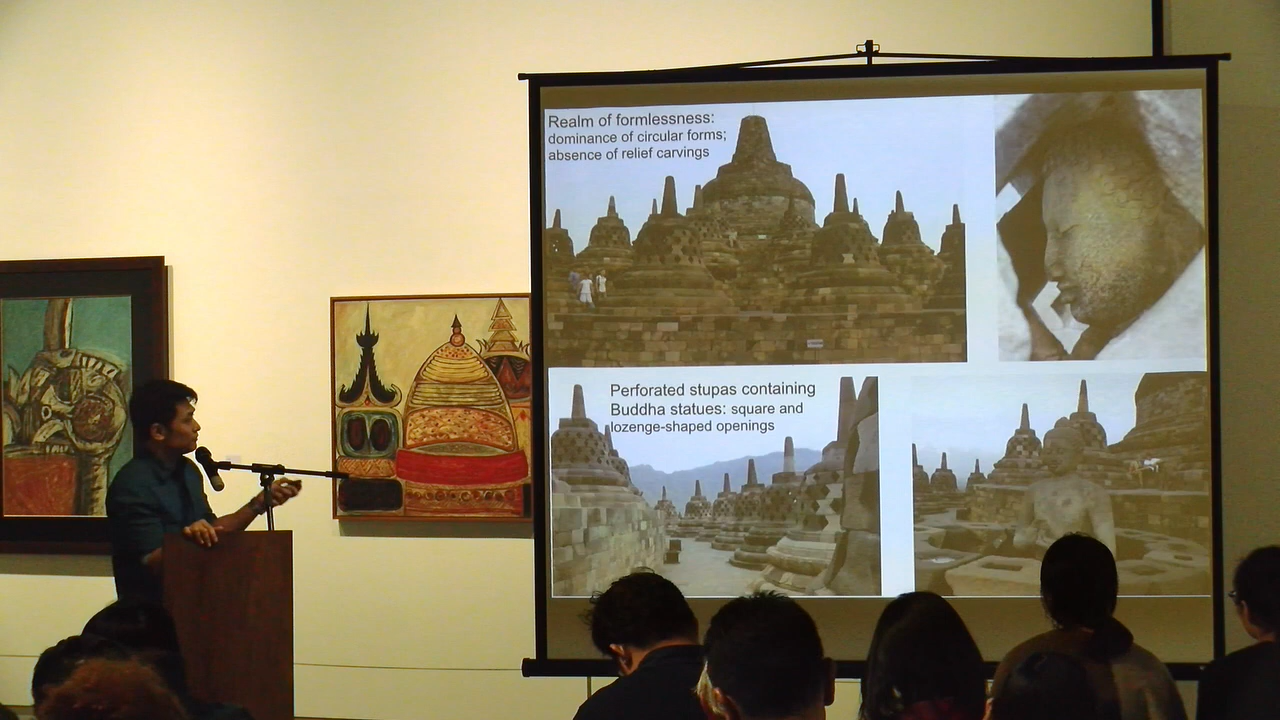 Realm of formlessness:
dominance of circular forms;
absence of relief carvings
Perforated stupas containing
Buddha statues: square and
lozenge-shaped openings